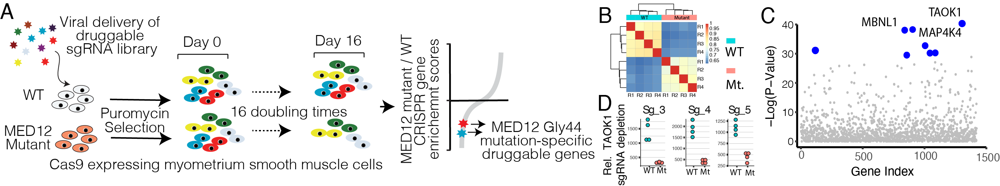 A
Viral delivery of
druggable
sgRNA library
WT
MED12
Mutant
Puromycin
Selection
Day 0
Day 16
16 doubling times
Cas9 expressing myometrium smooth muscle cells
MED12 mutant / WT
CRISPR gene
enrichemnt scores
MED12 Gly44
mutation-specific
druggable genes
B
WT
Mutant
R1
R2
R3
R4
R1
R2
R3
R4
R1 R2 R3 R4 R1 R2 R3 R4
1
0.95
0.9
0.85
0.8
0.75
0.7
0.65
WT
Mt.
D
Rel. TAOK1
sgRNA depletion
Sg_3
1500
1000
500
WT Mt
Sg_4
2000
1500
1000
500
WT Mt
Sg_5
1250
1000
750
500
250
WT Mt
C
−Log(P−Value)
40
30
20
10
0
MBNL1
TAOK1
MAP4K4
0 500 1000 1500
Gene Index